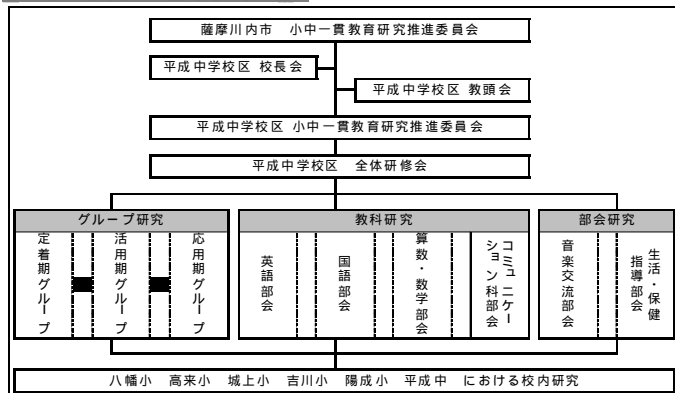 薩摩川内市 小中一貫教育研究推進委員会
平成中学校区 校長会
平成中学校区 教頭会
平成中学校区 小中一貫教育研究推進委員会
平成中学校区 全体研修会
グループ研究
定着期グループ
活用期グループ
応用期グループ
教科研究
英語部会
国語部会
算数・数学部会
コミュニケー
ション科部会
部会研究
音楽交流部会
生活・保健
指導部会
八幡小 高来小 城上小 吉川小 陽成小 平成中 における校内研究